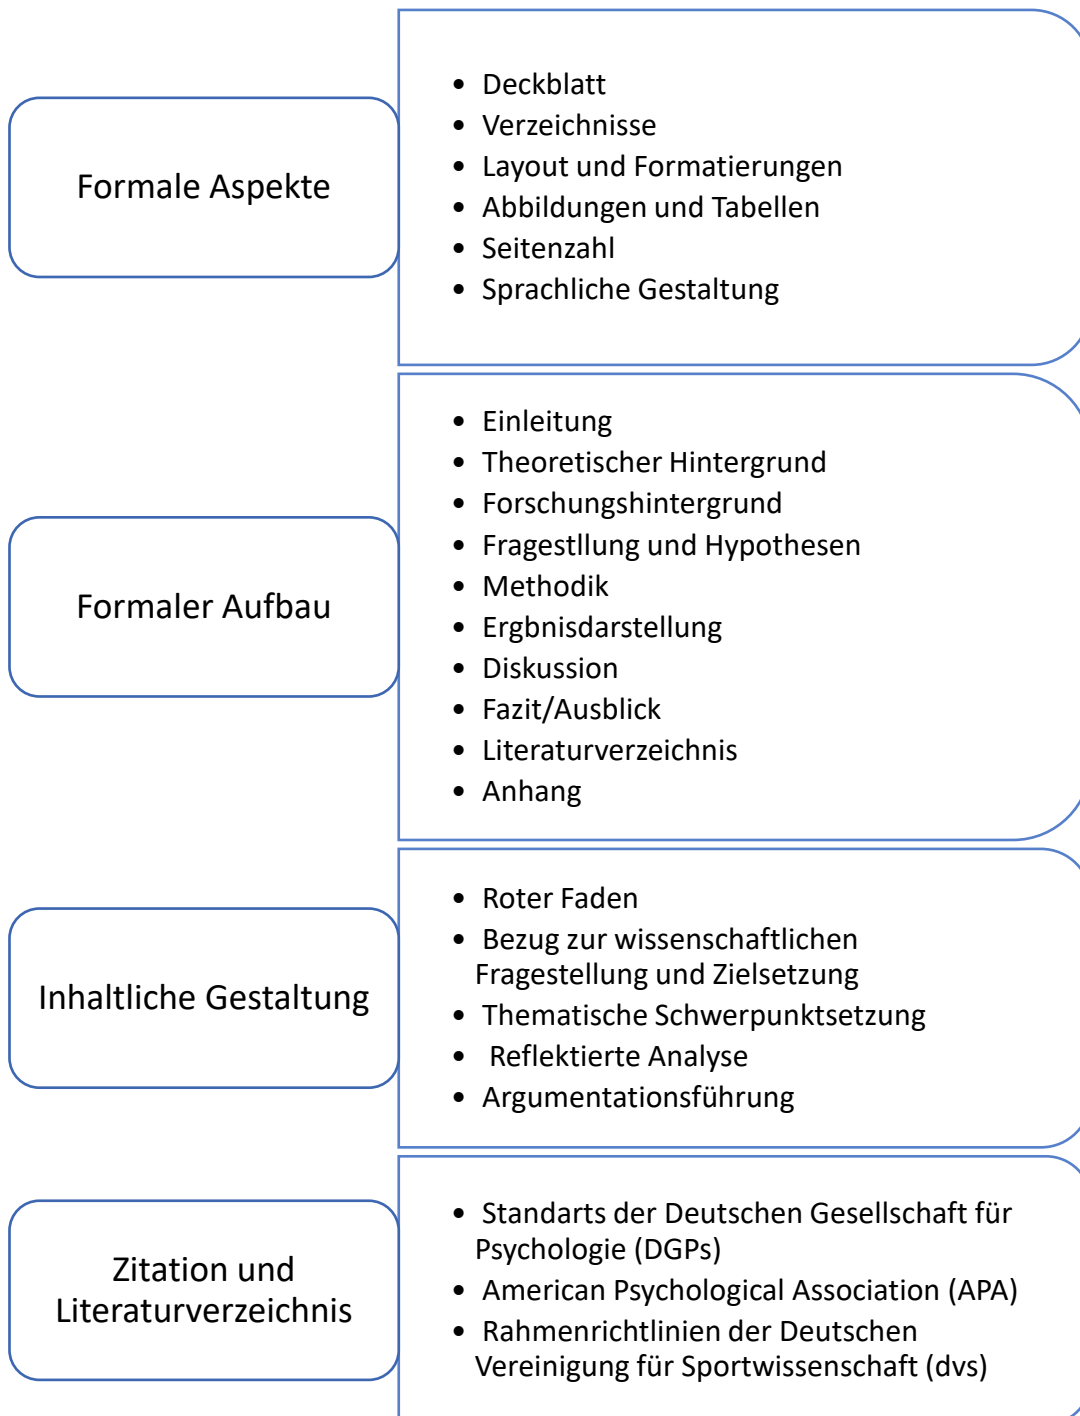 Formale Aspekte
• Deckblatt
• Verzeichnisse
• Layout und Formatierungen
• Abbildungen und Tabellen
• Seitenzahl
• Sprachliche Gestaltung
Formaler Aufbau
• Einleitung
• Theoretischer Hintergrund
• Forschungshintergrund
• Fragestllung und Hypothesen
• Methodik
• Ergbnisdarstellung
• Diskussion
• Fazit/Ausblick
• Literaturverzeichnis
• Anhang
Inhaltliche Gestaltung
• Roter Faden
• Bezug zur wissenschaftlichen
Fragestellung und Zielsetzung
• Thematische Schwerpunktsetzung
• Reflektierte Analyse
• Argumentationsführung
Zitation und
Literaturverzeichnis
• Standarts der Deutschen Gesellschaft für
Psychologie (DGPs)
• American Psychological Association (APA)
• Rahmenrichtlinien der Deutschen
Vereinigung für Sportwissenschaft (dvs)